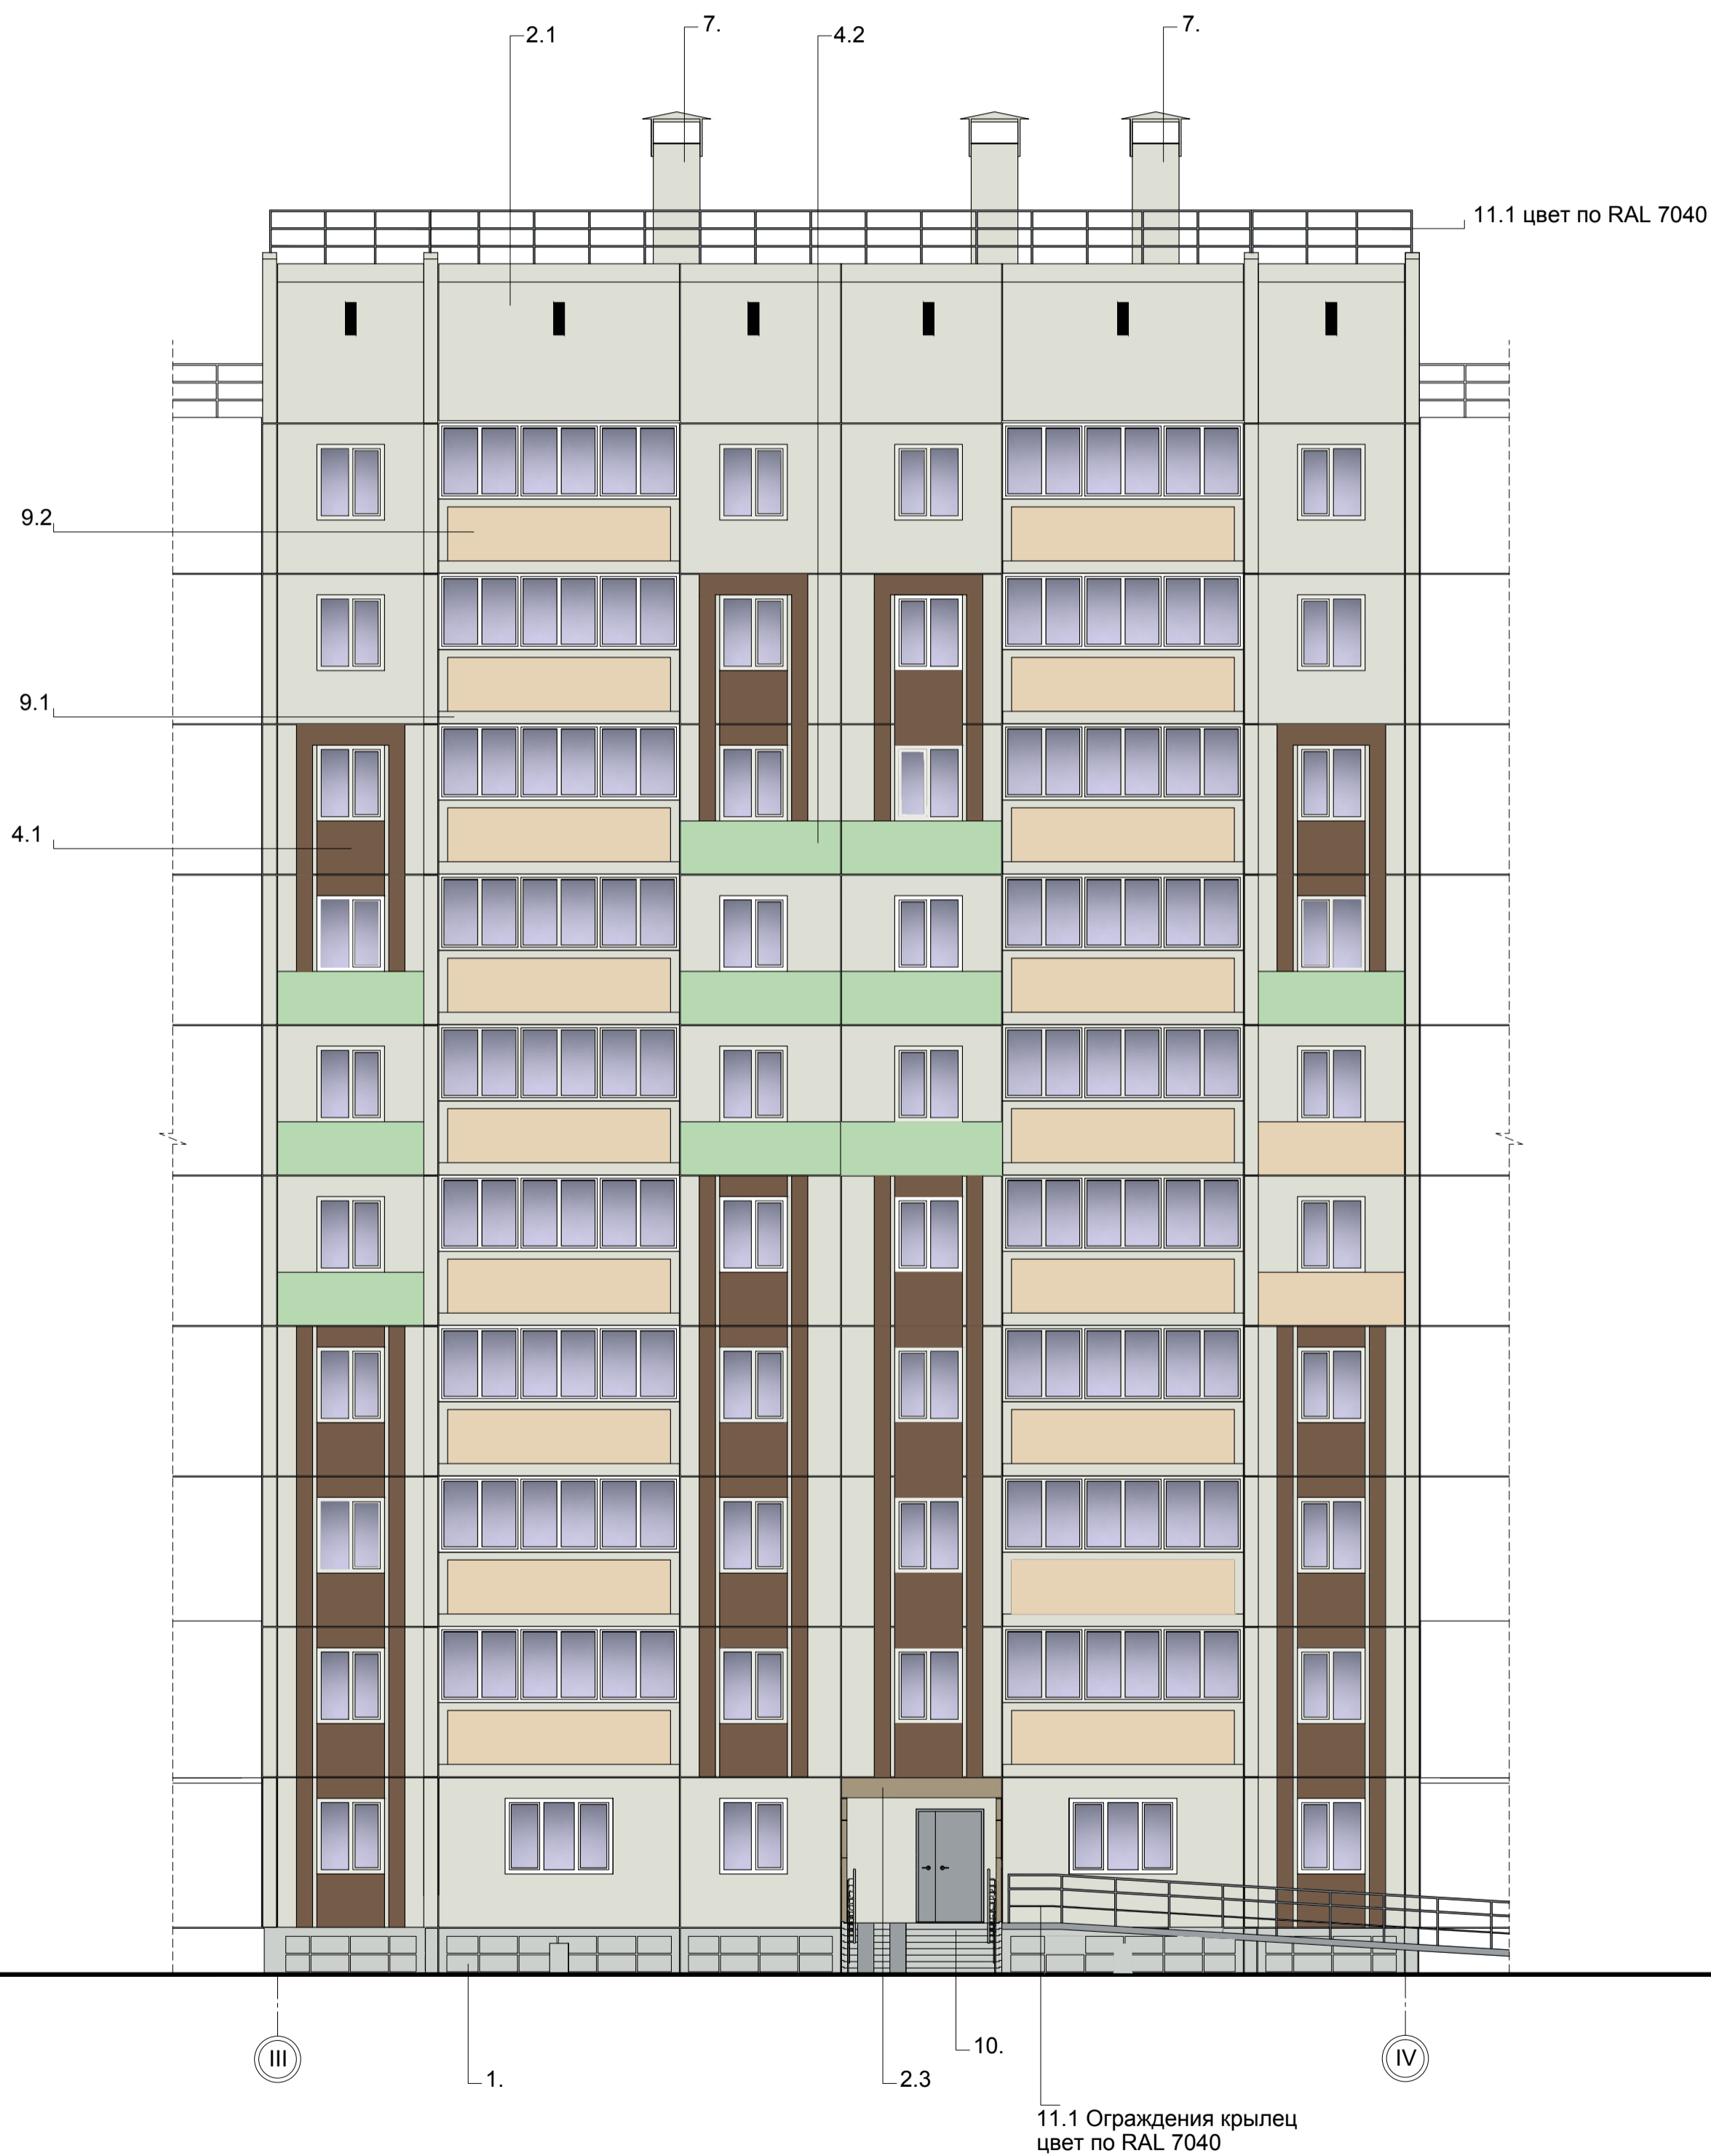 2.1
7.
4.2
7.
11.1 цвет по RAL 7040
9.2
9.1
4.1
III
IV
10.
1.
2.3
11.1 Ограждения крылец
цвет по RAL 7040